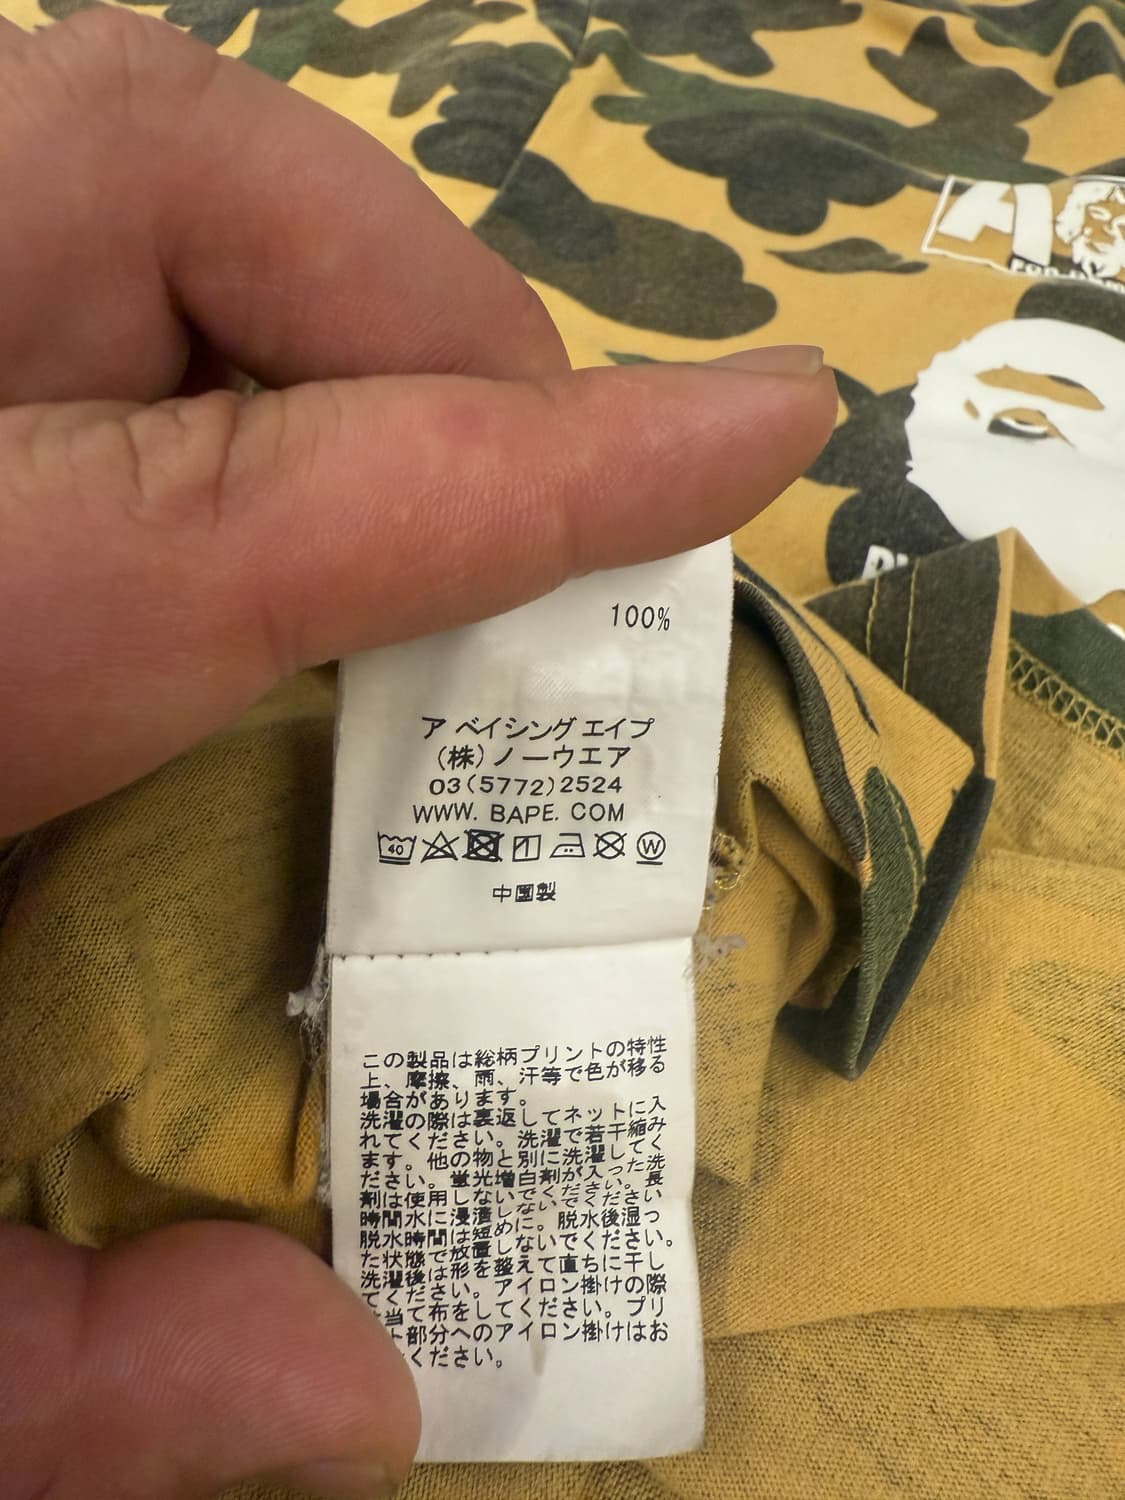 100%
ア ベイシング エイプ
(株)ノーウエア
03(5772)2524
WWW. BAPE. COM
40 W
中国製
この製品は総柄プリントの特性
上、摩擦、雨、汗等で色が移る
場合があります。
洗濯の際は裏返してネットに入
れてください。洗濯で若干縮み
ます。他の物と別に洗濯してく
ださい。蛍光増白剤が入った洗
剤は使用しないでください。長
時間水に浸漬しないでください
脱水時間は短めに。脱水後湿っ
た状態で放置しないでください。
洗濯後は形を整えて直ちに干し
てください。アイロン掛けの際
当て布をしてください。プリ
ト部分へのアイロン掛けはお
ください。